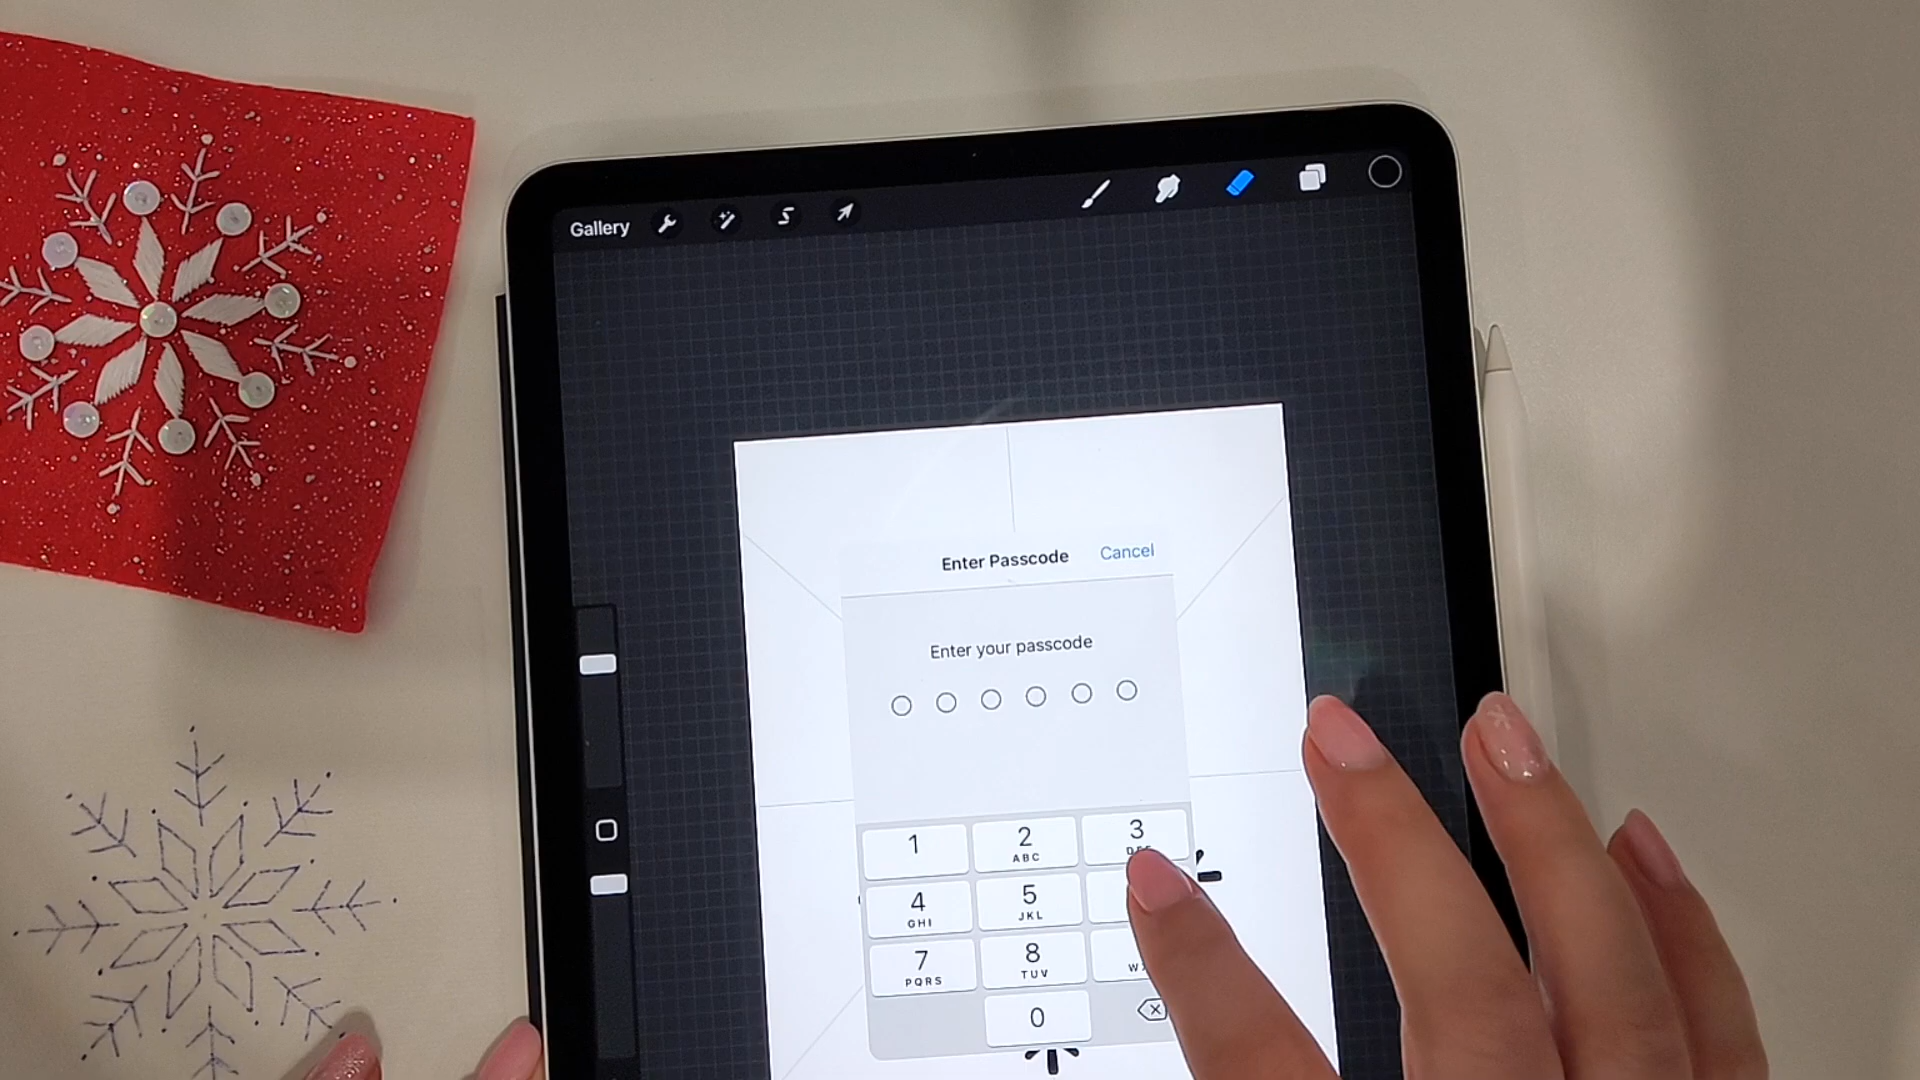 Gallery
Enter Passcode Cancel
Enter your passcode
1 2 3
ABC
4 5
GHI JKL
7 8
PQRS TUV
0